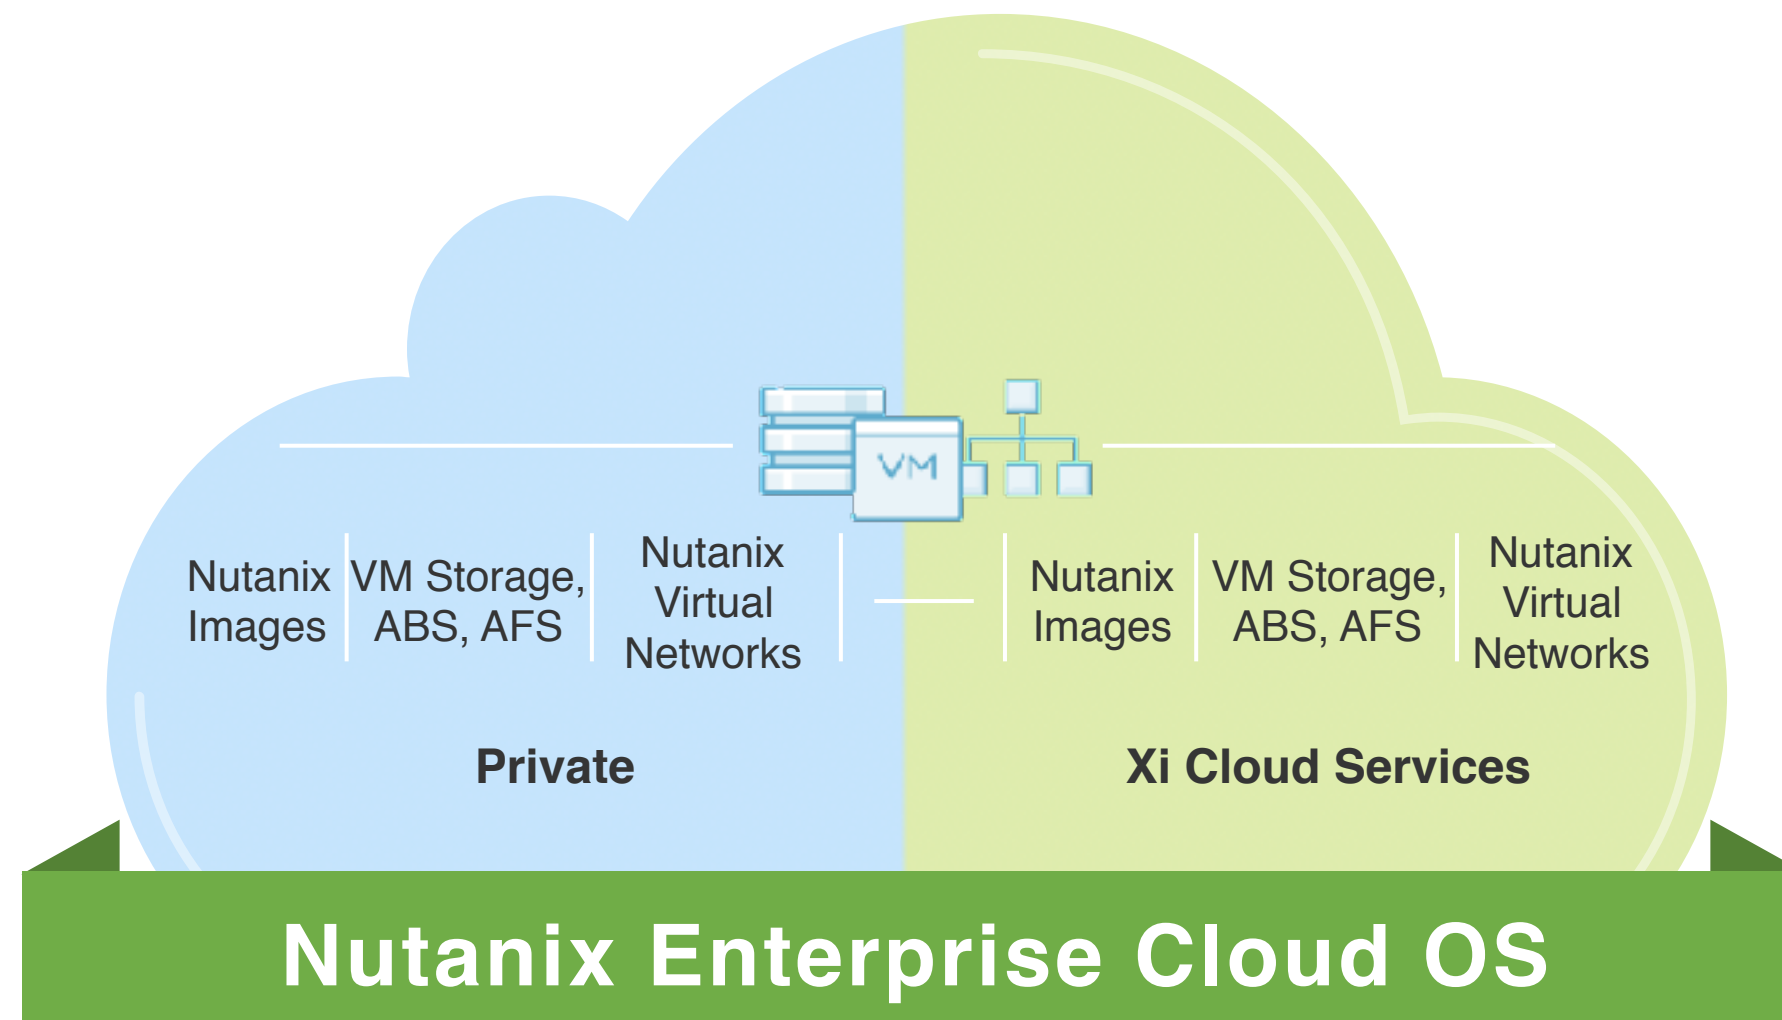 VM
Nutanix
Images
VM Storage,
ABS, AFS
Nutanix
Virtual
Networks
Nutanix
Images
VM Storage,
ABS, AFS
Nutanix
Virtual
Networks
Private
Xi Cloud Services
Nutanix Enterprise Cloud OS